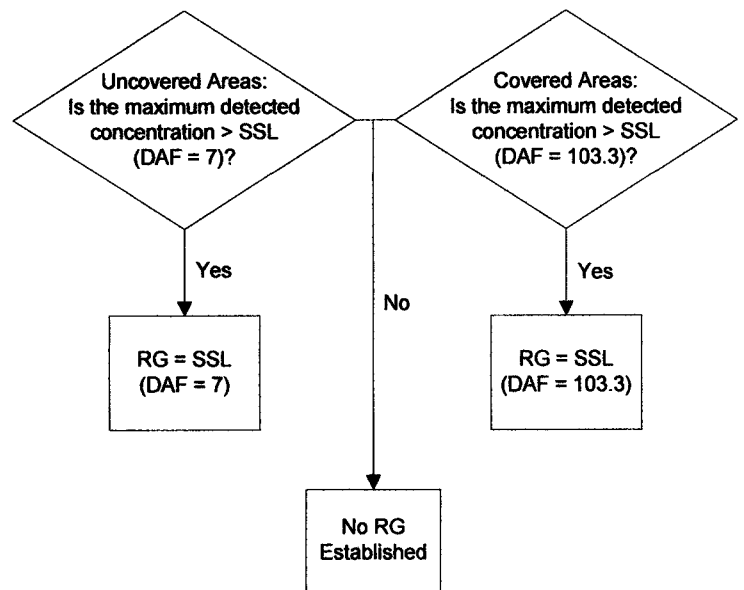 Uncovered Areas:
Is the maximum detected
concentration > SSL
(DAF = 7)?
Covered Areas:
Is the maximum detected
concentration > SSL
(DAF = 103.3)?
Yes
No
Yes
RG = SSL
(DAF = 7)
RG = SSL
(DAF = 103.3)
No RG
Established